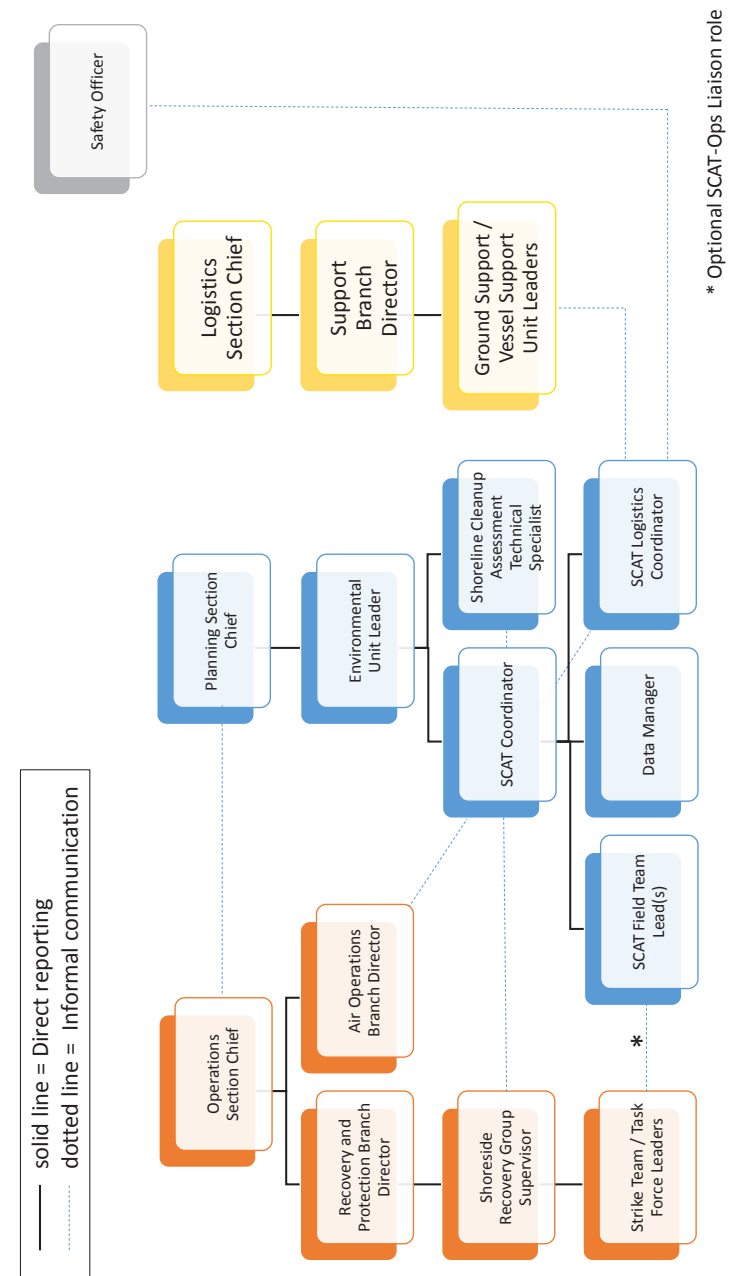 solid line = Direct reporting
dotted line = Informal communication
Safety Officer
Operations
Section Chief
Planning Section
Chief
Logistics
Section Chief
Recovery and
Protection Branch
Director
Air Operations
Branch Director
Environmental
Unit Leader
Support
Branch
Director
Shoreside
Recovery Group
Supervisor
SCAT Coordinator
Shoreline Cleanup
Assessment
Technical
Specialist
Ground Support /
Vessel Support
Unit Leaders
Strike Team / Task
Force Leaders
*
SCAT Field Team
Lead(s)
Data Manager
SCAT Logistics
Coordinator
* Optional SCAT-Ops Liaison role